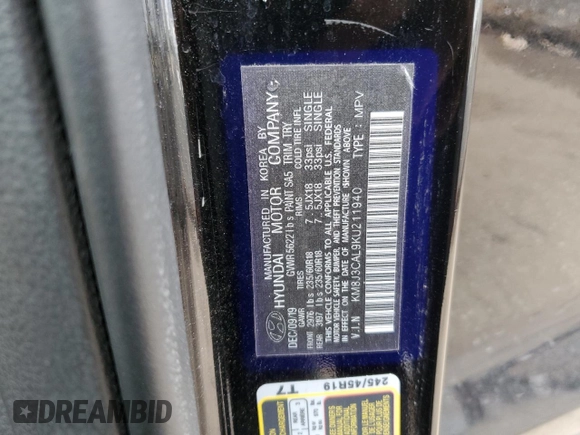 MANUFACTURED IN KOREA BY
HYUNDAI MOTOR COMPANY
DEC/09/19 GVWR 5622lbs PAINT SA5 TRIM TRY
GAWR TIRES RIMS COLD TIRE INFL
FRONT 2976 lbs 235/60R18 7.5JX18 33psi SINGLE
REAR 3197 lbs 235/60R18 7.5JX18 33psi SINGLE
THIS VEHICLE CONFORMS TO ALL APPLICABLE U.S. FEDERAL
MOTOR VEHICLE SAFETY, BUMPER, AND THEFT PREVENTION STANDARDS
IN EFFECT ON THE DATE OF MANUFACTURE SHOWN ABOVE
V.I.N KM8J3CAL9KU211940 TYPE : MPV
245/45R19
T7
DREAMBID